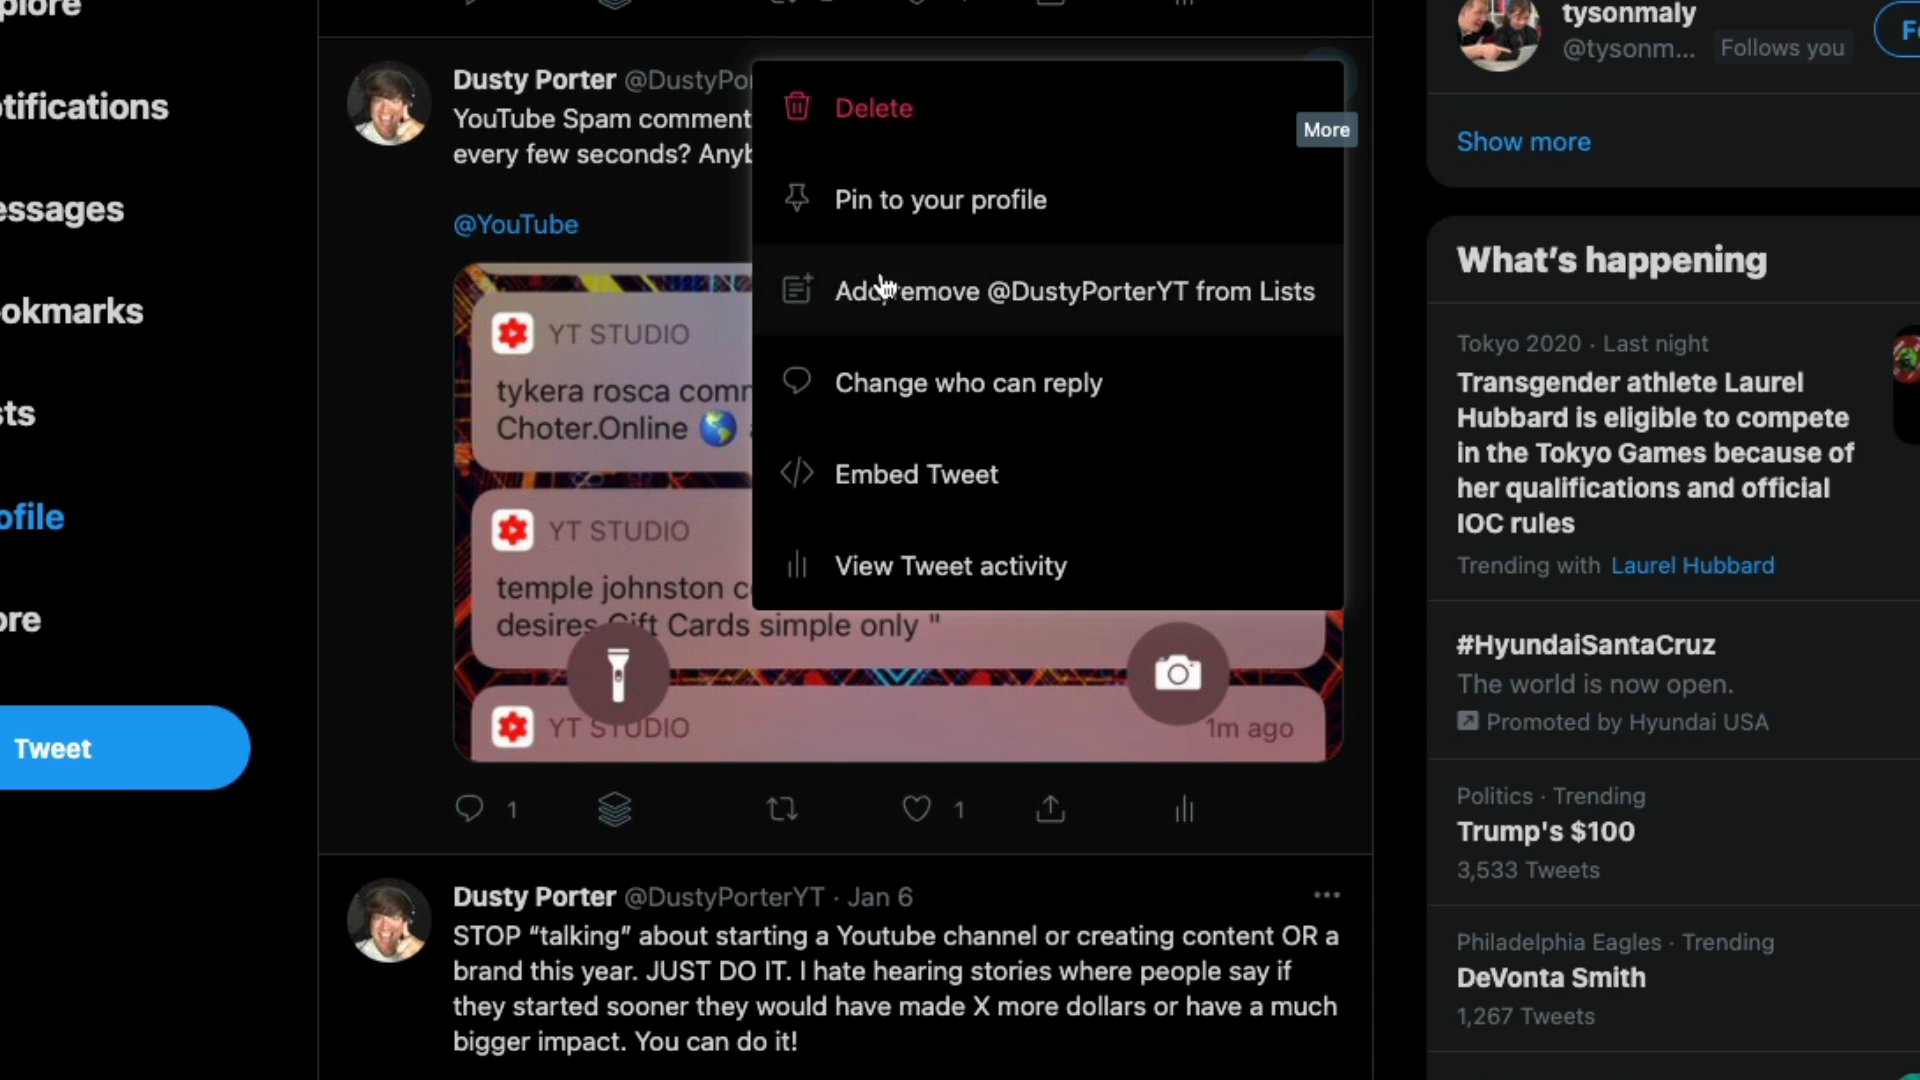 plore
otifications
essages
okmarks
sts
ofile
ore
Tweet
Dusty Porter @DustyPor
YouTube Spam comment
every few seconds? Anyb
@YouTube
YT STUDIO
tykera rosca comm
Choter.Online
YT STUDIO
temple johnston c
desires Gift Cards simple only "
YT STUDIO
1m ago
Delete
More
Pin to your profile
Add/remove @DustyPorterYT from Lists
Change who can reply
Embed Tweet
View Tweet activity
1
1
Dusty Porter @DustyPorterYT · Jan 6
STOP “talking” about starting a Youtube channel or creating content OR a
brand this year. JUST DO IT. I hate hearing stories where people say if
they started sooner they would have made X more dollars or have a much
bigger impact. You can do it!
tysonmaly
@tysonm... Follows you
Fo
Show more
What’s happening
Tokyo 2020 · Last night
Transgender athlete Laurel
Hubbard is eligible to compete
in the Tokyo Games because of
her qualifications and official
IOC rules
Trending with Laurel Hubbard
#HyundaiSantaCruz
The world is now open.
Promoted by Hyundai USA
Politics · Trending
Trump's $100
3,533 Tweets
Philadelphia Eagles · Trending
DeVonta Smith
1,267 Tweets